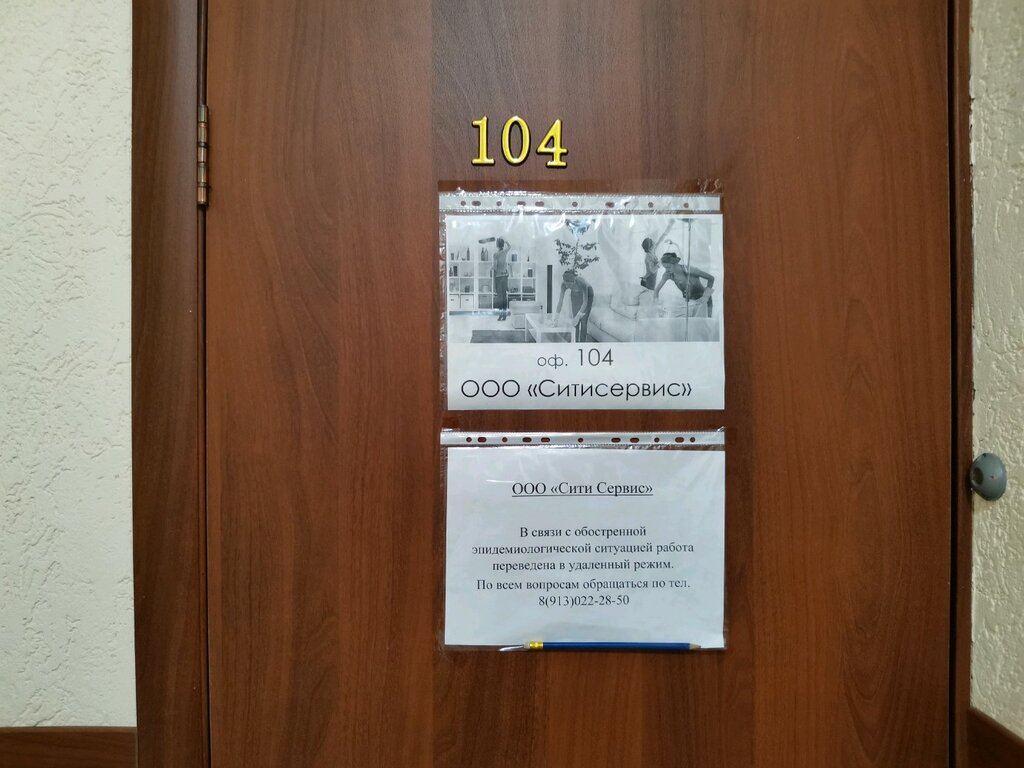 104
оф. 104
ООО «Ситисервис»
ООО «Сити Сервис»
В связи с обостренной
эпидемиологической ситуацией работа
переведена в удаленный режим.
По всем вопросам обращаться по тел.
8(913)022-28-50